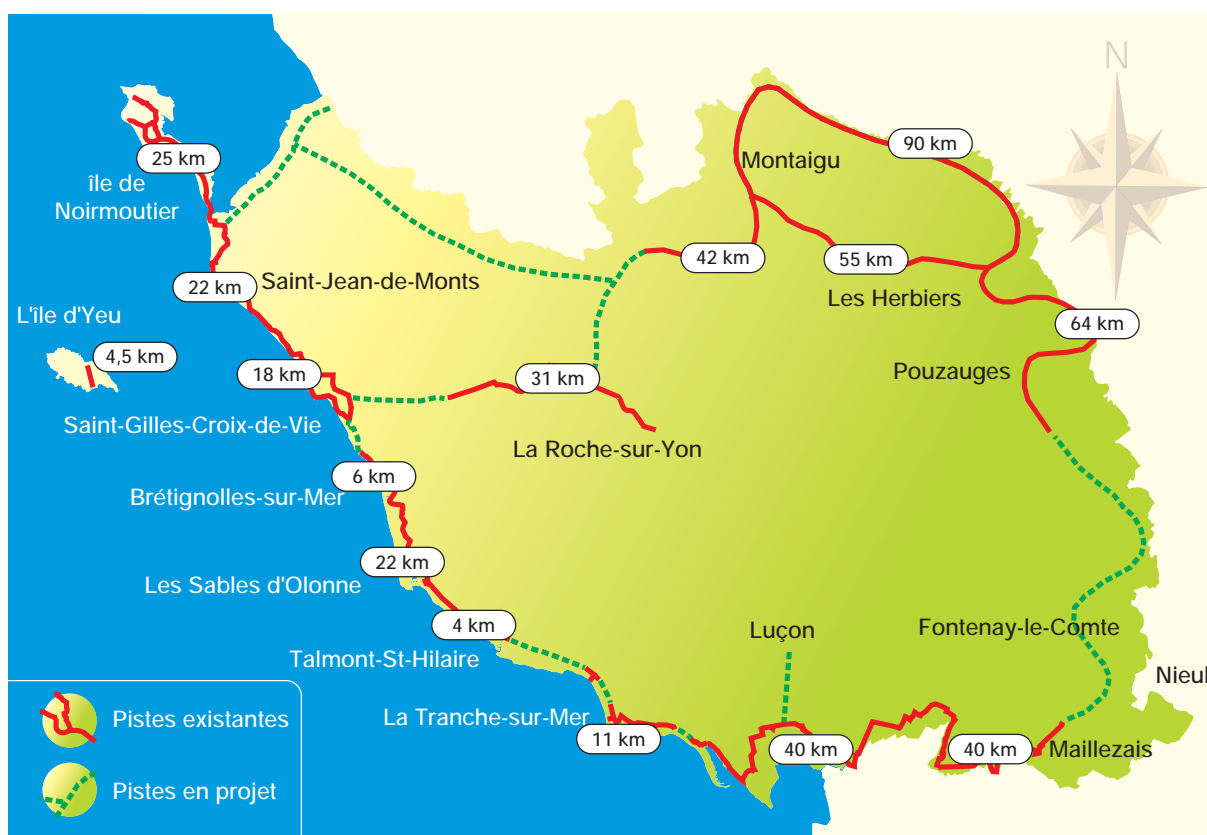 N
90 km
Montaigu
25 km
île de
Noirmoutier
42 km
55 km
Saint-Jean-de-Monts
22 km
Les Herbiers
L'île d'Yeu
64 km
4,5 km
18 km
31 km
Pouzauges
Saint-Gilles-Croix-de-Vie
La Roche-sur-Yon
6 km
Brétignolles-sur-Mer
22 km
Les Sables d'Olonne
4 km
Luçon
Fontenay-le-Comte
Talmont-St-Hilaire
Nieul
La Tranche-sur-Mer
11 km
40 km
40 km
Maillezais
Pistes existantes
Pistes en projet